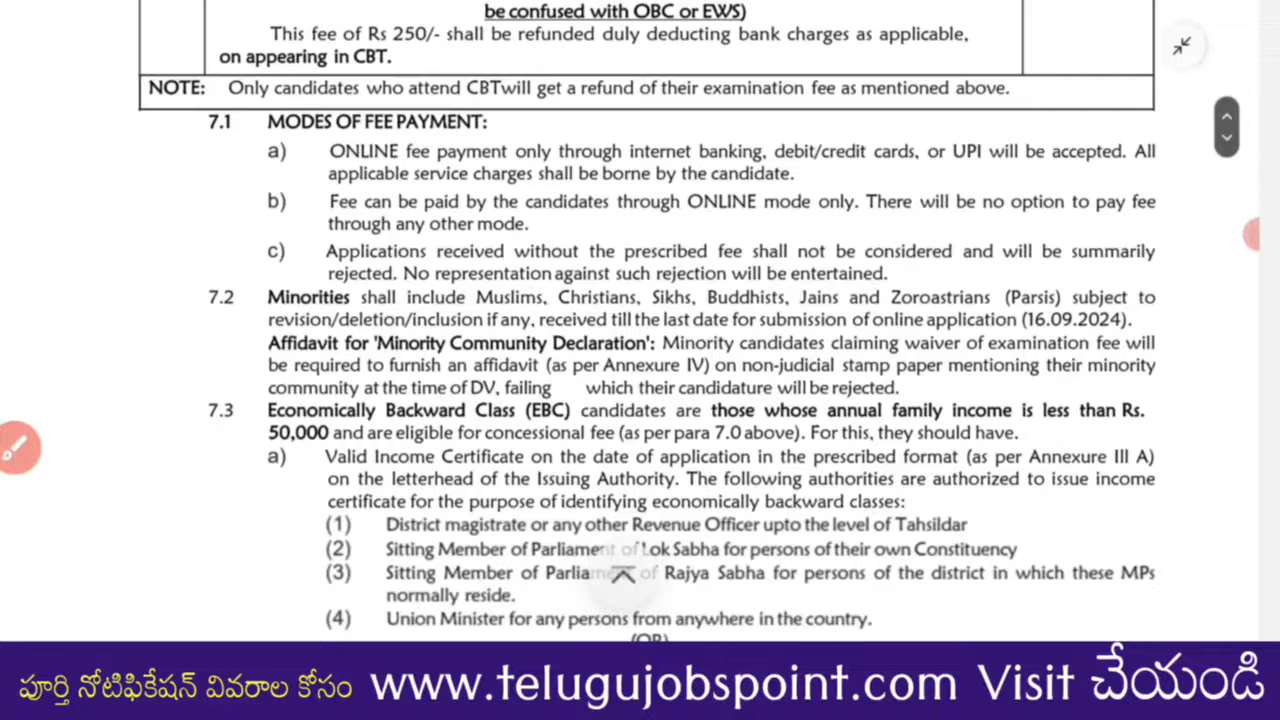 be confused with OBC or EWS)
This fee of Rs 250/- shall be refunded duly deducting bank charges as applicable,
on appearing in CBT.
NOTE: Only candidates who attend CBTwill get a refund of their examination fee as mentioned above.
7.1 MODES OF FEE PAYMENT:
a) ONLINE fee payment only through internet banking, debit/credit cards, or UPI will be accepted. All
applicable service charges shall be borne by the candidate.
b) Fee can be paid by the candidates through ONLINE mode only. There will be no option to pay fee
through any other mode.
c) Applications received without the prescribed fee shall not be considered and will be summarily
rejected. No representation against such rejection will be entertained.
7.2 Minorities shall include Muslims, Christians, Sikhs, Buddhists, Jains and Zoroastrians (Parsis) subject to
revision/deletion/inclusion if any, received till the last date for submission of online application (16.09.2024).
Affidavit for 'Minority Community Declaration': Minority candidates claiming waiver of examination fee will
be required to furnish an affidavit (as per Annexure IV) on non-judicial stamp paper mentioning their minority
community at the time of DV, failing which their candidature will be rejected.
7.3 Economically Backward Class (EBC) candidates are those whose annual family income is less than Rs.
50,000 and are eligible for concessional fee (as per para 7.0 above). For this, they should have.
a) Valid Income Certificate on the date of application in the prescribed format (as per Annexure III A)
on the letterhead of the Issuing Authority. The following authorities are authorized to issue income
certificate for the purpose of identifying economically backward classes:
(1) District magistrate or any other Revenue Officer upto the level of Tahsildar
(2) Sitting Member of Parliament of Lok Sabha for persons of their own Constituency
(3) Sitting Member of Parliament of Rajya Sabha for persons of the district in which these MPs
normally reside.
(4) Union Minister for any persons from anywhere in the country.
(OR)
పూర్తి నోటిఫికేషన్ వివరాల కోసం www.telugujobspoint.com Visit చేయండి